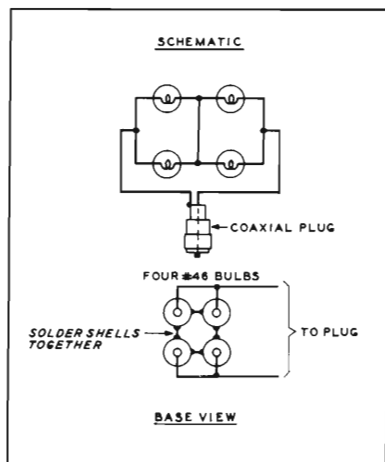 SCHEMATIC
COAXIAL PLUG
FOUR #46 BULBS
SOLDER SHELLS
TOGETHER
TO PLUG
BASE VIEW